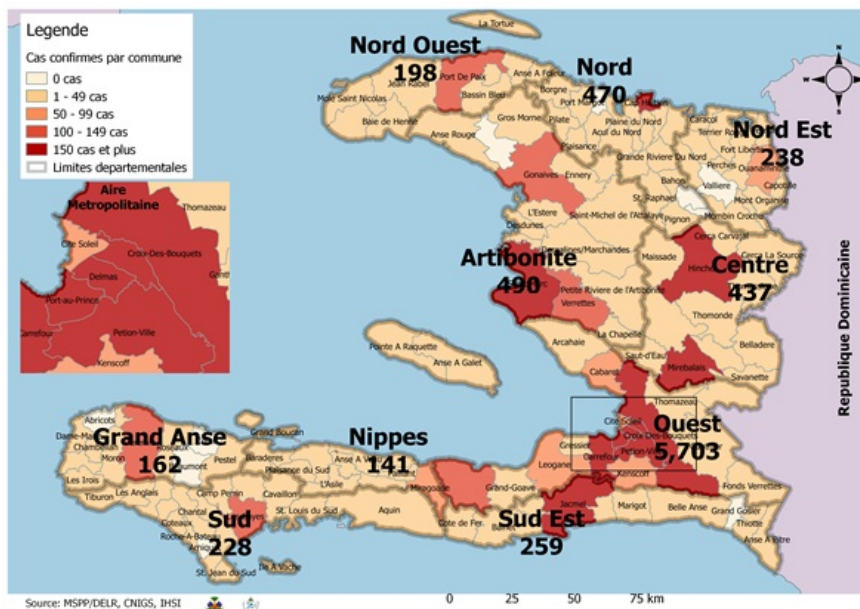 Legende
Cas confirmes par commune
0 cas
1 - 49 cas
50 - 99 cas
100 - 149 cas
150 cas et plus
Limites departementales
Aire
Metropolitaine
Thomazeau
Cite Soleil
Croix-Des-Bouquets
Delmas
Port-au-Prince
Carrefour
Petion-Ville
Kenscoff
La Tortue
Nord Ouest
198
Jean Rabel
Port De Paix
Anse A Foleur
Mole Saint Nicolas
Bassin Bleu
Baie de Henne
Nord
470
Borgne
Port Margot
Anse Rouge
Gros Morne
Pilate
Plaine du Nord
Acul du Nord
Plaisance
Caracol
Nord Est
238
Fort Liberte
Perches
Ouanaminthe
Grande Riviere Du Nord
Capotille
Gonaives
Ennery
Bahon
Valliere
Mont Organise
St. Raphael
Saint-Michel de l'Attalaye
Pignon
Mombin Crochu
L'Estere
Desdunes
Cerca Carvajal
Marchandes
Maissade
Cerca La Source
Artibonite
490
Centre
437
Petite Riviere de l'Artibonite
Verrettes
Thomonde
La Chapelle
Pointe A Raquette
Anse A Galet
Arcahaie
Saut-d'Eau
Belladere
Mirebalais
Cabaret
Savanette
Republique Dominicaine
Thomazeau
Cite Soleil
Ouest
5,703
Croix-Des-Bouquets
Gressier
Carrefour
Petion-Ville
Kenscoff
Leogane
Fonds Verrettes
Abricots
Grand Boucan
Grand Anse
162
Nippes
141
Chambellan
Moron
Roseaux
Pestel
Baraderes
Plaisance du Sud
L'Asile
Miragoane
Grand-Goave
Les Irois
Tiburon
Les Anglais
Camp Perrin
Cavaillon
Chantal
Coteaux
Roche-A-Bateau
Sud
228
St. Louis du Sud
Aquin
Cote de Fer.
Jacmel
Marigot
Belle Anse
Grand Gosier
Thiotte
Anse A Pitre
Sud Est
259
St. Jean du Sud
Ile A Vache
Source: MSPP/DELR, CNIGS, IHSI
0 25 50 75 km
N
W
E
S